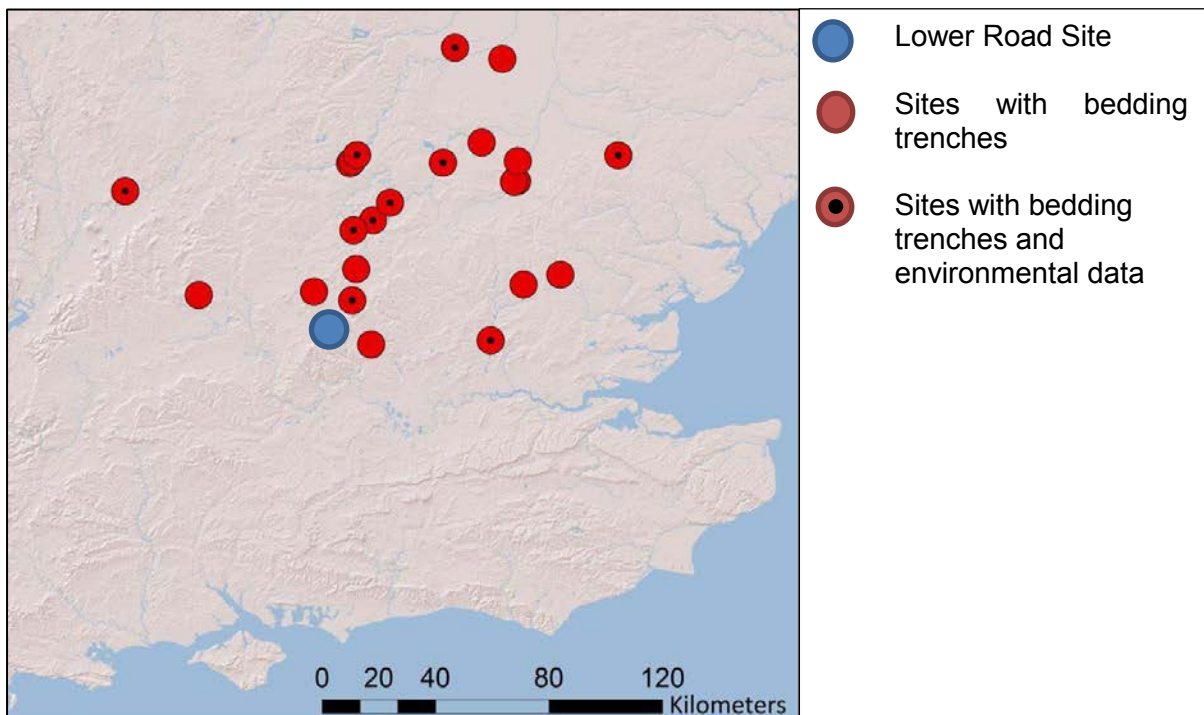 Lower Road Site
Sites with bedding
trenches
Sites with bedding
trenches and
environmental data
0 20 40 80 120
Kilometers